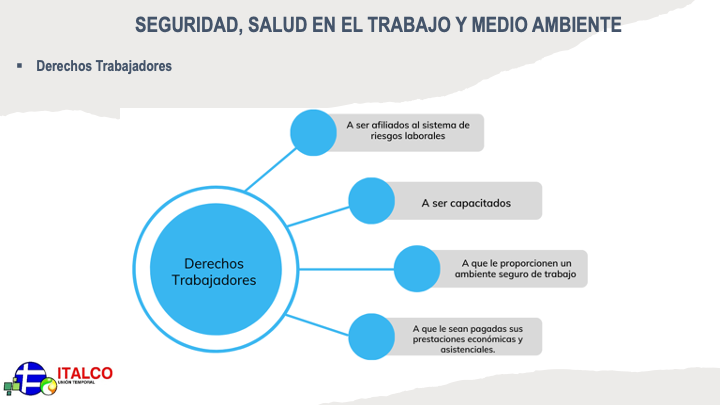 SEGURIDAD, SALUD EN EL TRABAJO Y MEDIO AMBIENTE
▪ Derechos Trabajadores
A ser afiliados al sistema de
riesgos laborales
A ser capacitados
Derechos
Trabajadores
A que le proporcionen un
ambiente seguro de trabajo
A que le sean pagadas sus
prestaciones económicas y
asistenciales.
ITALCO
UNIÓN TEMPORAL